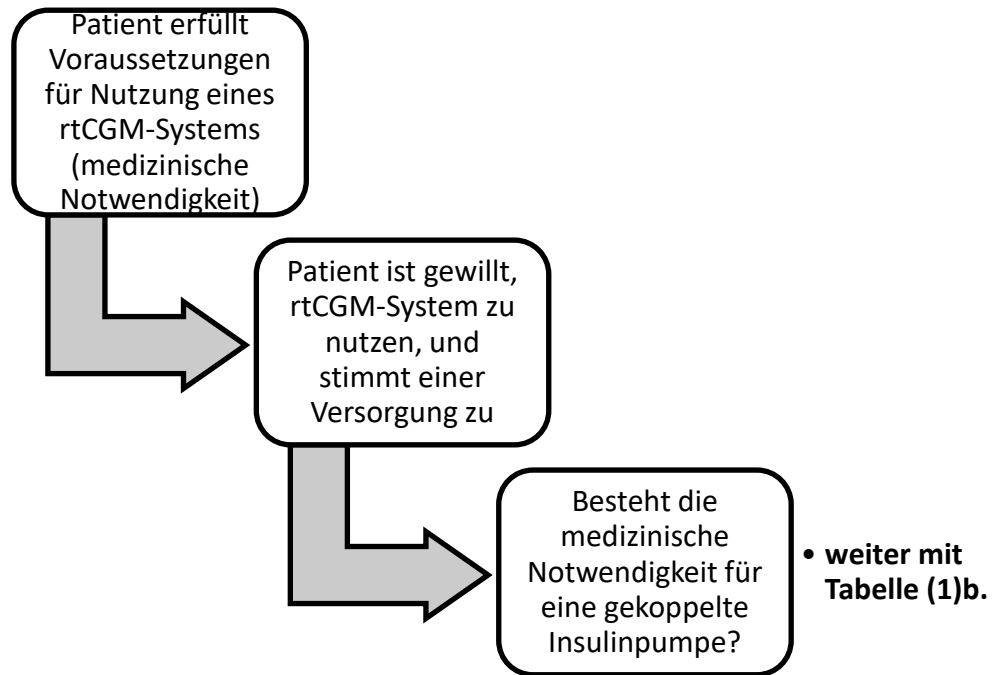 Patient erfüllt
Voraussetzungen
für Nutzung eines
rtCGM-Systems
(medizinische
Notwendigkeit)
Patient ist gewillt,
rtCGM-System zu
nutzen, und
stimmt einer
Versorgung zu
Besteht die
medizinische
Notwendigkeit für
eine gekoppelte
Insulinpumpe?
• weiter mit
Tabelle (1)b.